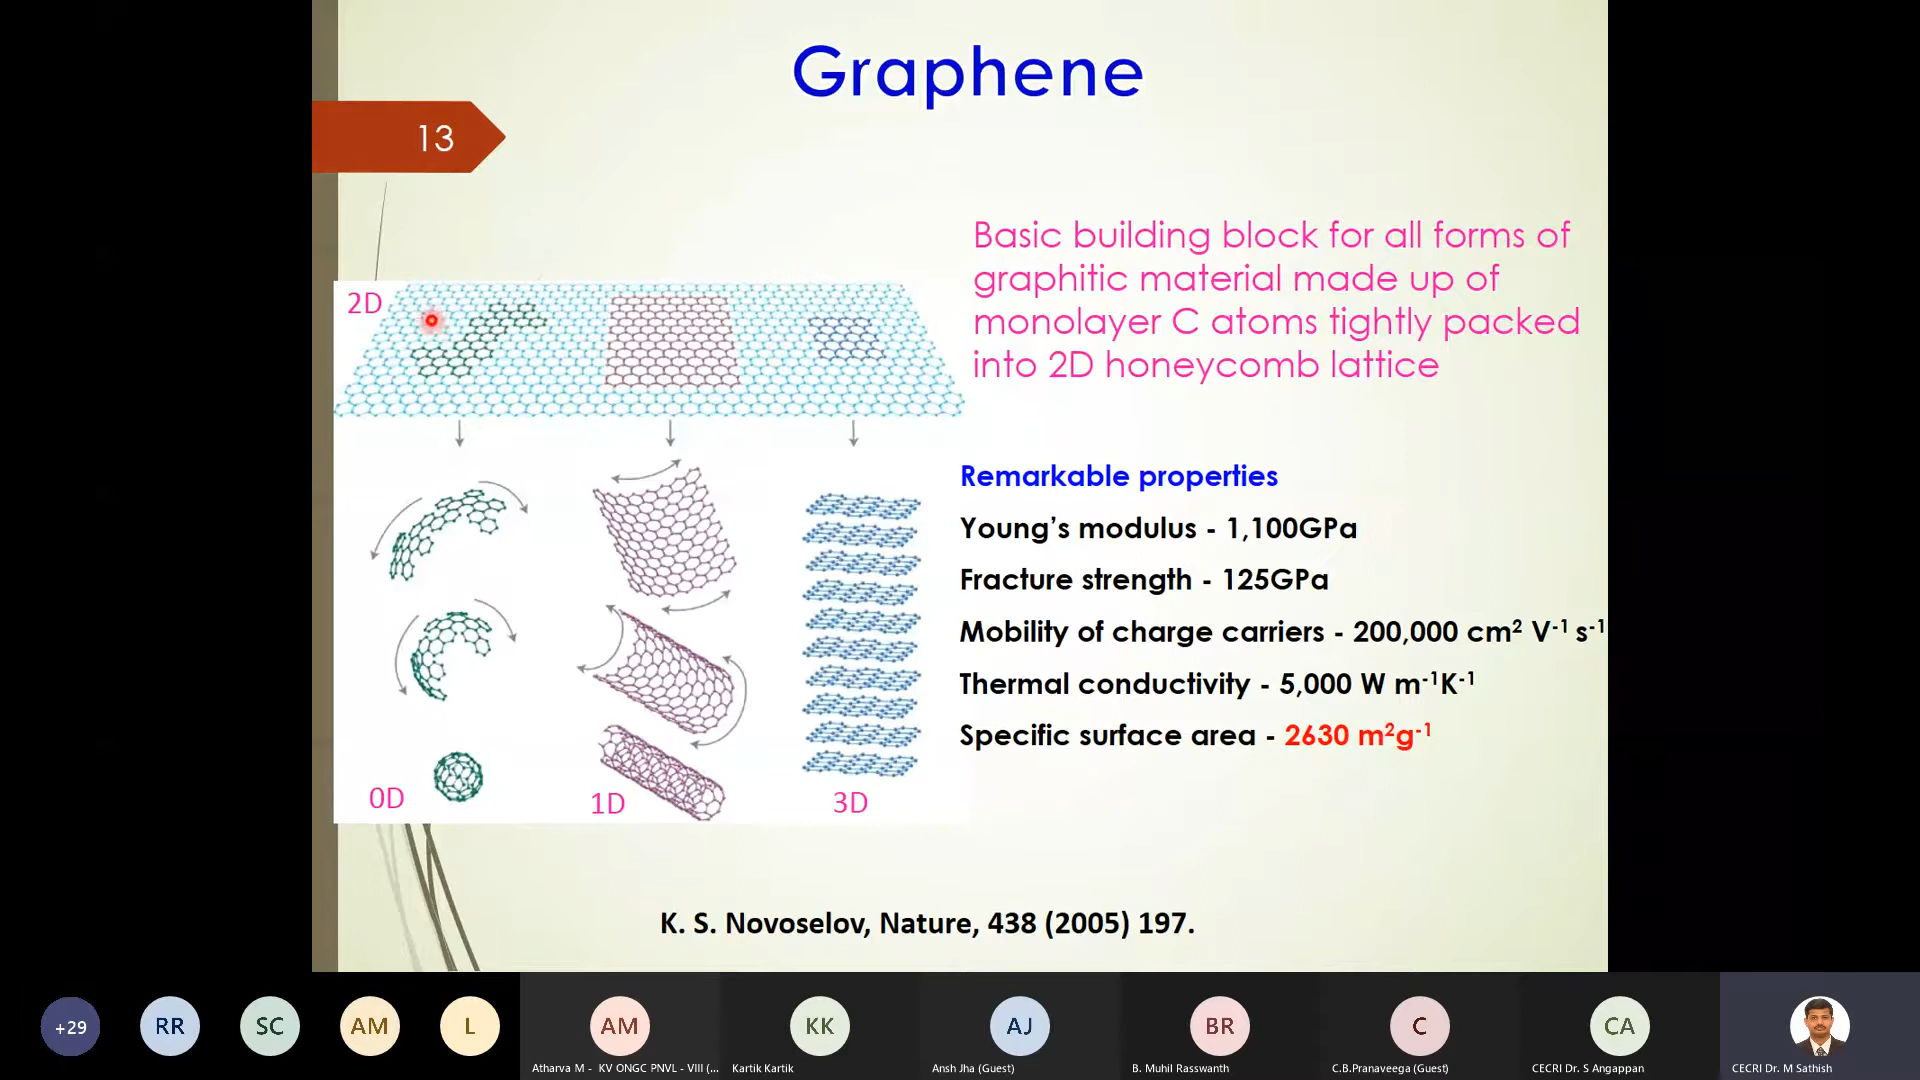 Graphene
13
Basic building block for all forms of
graphitic material made up of
monolayer C atoms tightly packed
into 2D honeycomb lattice
2D
Remarkable properties
Young's modulus - 1,100GPa
Fracture strength - 125GPa
Mobility of charge carriers - 200,000 cm² V⁻¹ s⁻¹
Thermal conductivity - 5,000 W m⁻¹K⁻¹
Specific surface area - 2630 m²g⁻¹
0D
1D
3D
K. S. Novoselov, Nature, 438 (2005) 197.
+29
RR
SC
AM
L
AM
KK
AJ
BR
C
CA
Atharva M - KV ONGC PNVL - VIII (...
Kartik Kartik
Ansh Jha (Guest)
B. Muhil Rasswanth
C.B.Pranaveega (Guest)
CECRI Dr. S Angappan
CECRI Dr. M Sathish